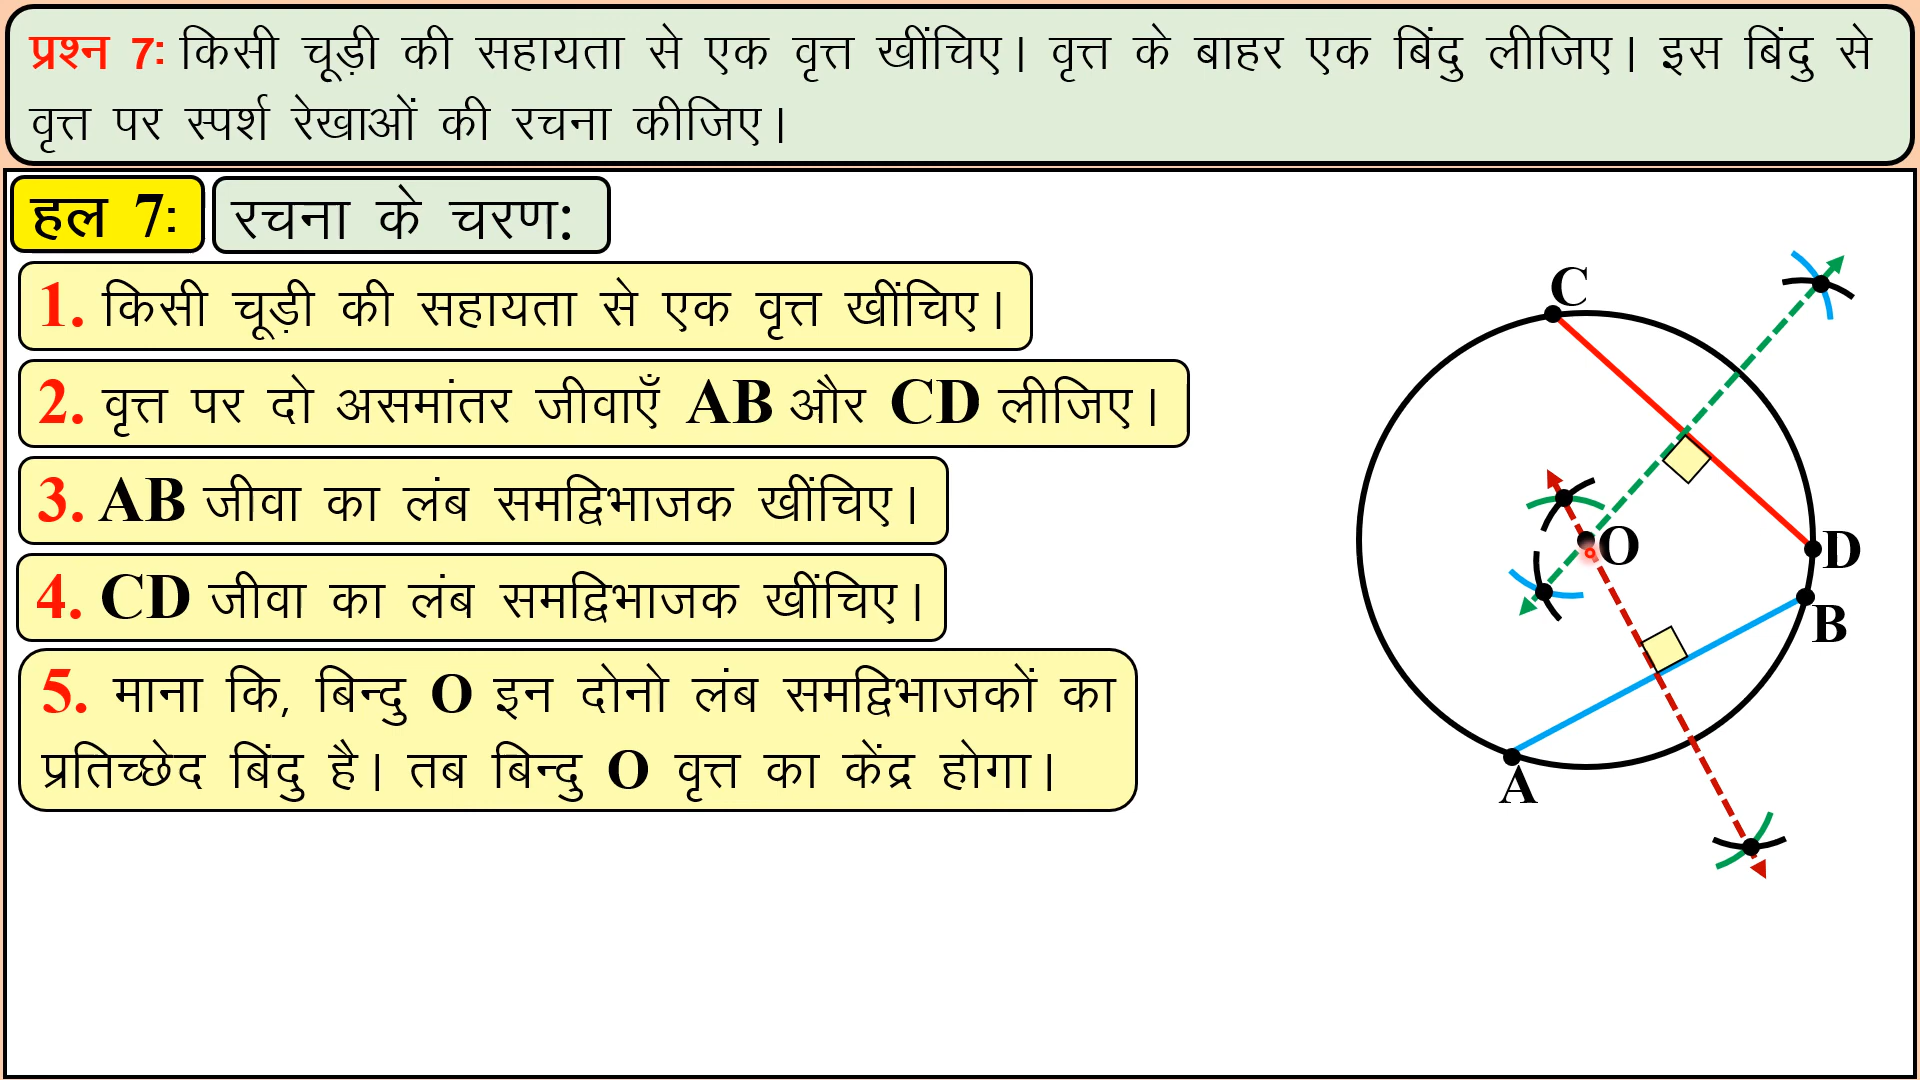 प्रश्न 7: किसी चूड़ी की सहायता से एक वृत्त खींचिए। वृत्त के बाहर एक बिंदु लीजिए। इस बिंदु से
वृत्त पर स्पर्श रेखाओं की रचना कीजिए।
हल 7: रचना के चरण:
1. किसी चूड़ी की सहायता से एक वृत्त खींचिए।
2. वृत्त पर दो असमांतर जीवाएँ AB और CD लीजिए।
3. AB जीवा का लंब समद्विभाजक खींचिए।
4. CD जीवा का लंब समद्विभाजक खींचिए।
5. माना कि, बिन्दु O इन दोनो लंब समद्विभाजकों का
प्रतिच्छेद बिंदु है। तब बिन्दु O वृत्त का केंद्र होगा।
C
O
D
B
A